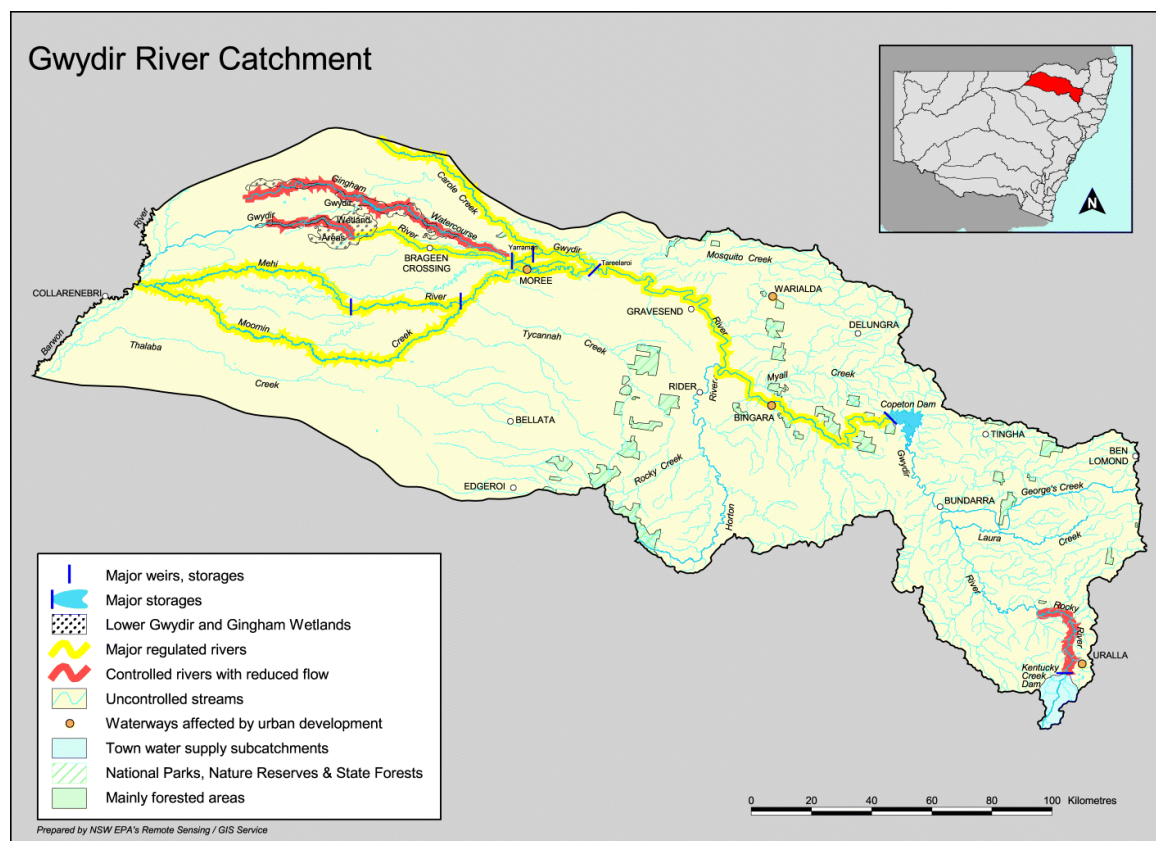 Gwydir River Catchment
N
Carole Creek
Gingham
Gwydir
Watercourse
Gwydir
Wetland
Areas
River
River
Yarraman
Gwydir
Tareelaroi
BRAGEEN
CROSSING
MOREE
Mosquito Creek
Mehi
River
COLLARENEBRI
WARIALDA
GRAVESEND
River
DELUNGRA
Moomin
Creek
Barwon
Thalaba
Creek
Tycannah
Creek
Myall
Creek
RIDER
River
BINGARA
Copeton Dam
BELLATA
TINGHA
Gwydir
BEN
LOMOND
Rocky Creek
EDGEROI
George's Creek
BUNDARRA
Horton
Laura
Creek
River
Rocky
River
URALLA
Kentucky
Creek
Dam
Major weirs, storages
Major storages
Lower Gwydir and Gingham Wetlands
Major regulated rivers
Controlled rivers with reduced flow
Uncontrolled streams
Waterways affected by urban development
Town water supply subcatchments
National Parks, Nature Reserves & State Forests
Mainly forested areas
0 20 40 60 80 100 Kilometres
Prepared by NSW EPA's Remote Sensing / GIS Service